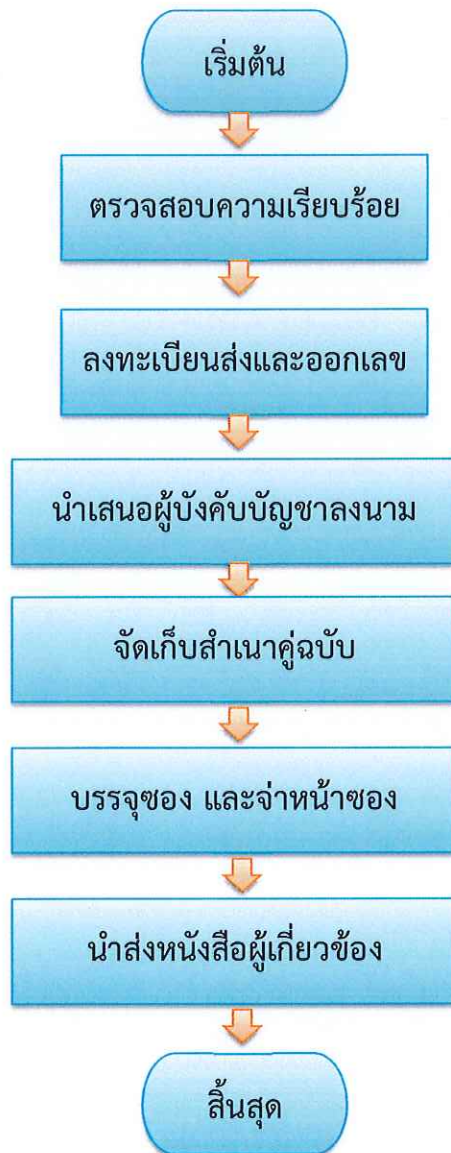 เริ่มต้น
ตรวจสอบความเรียบร้อย
ลงทะเบียนส่งและออกเลข
นำเสนอผู้บังคับบัญชาลงนาม
จัดเก็บสำเนาคู่ฉบับ
บรรจุซอง และจ่าหน้าซอง
นำส่งหนังสือผู้เกี่ยวข้อง
สิ้นสุด